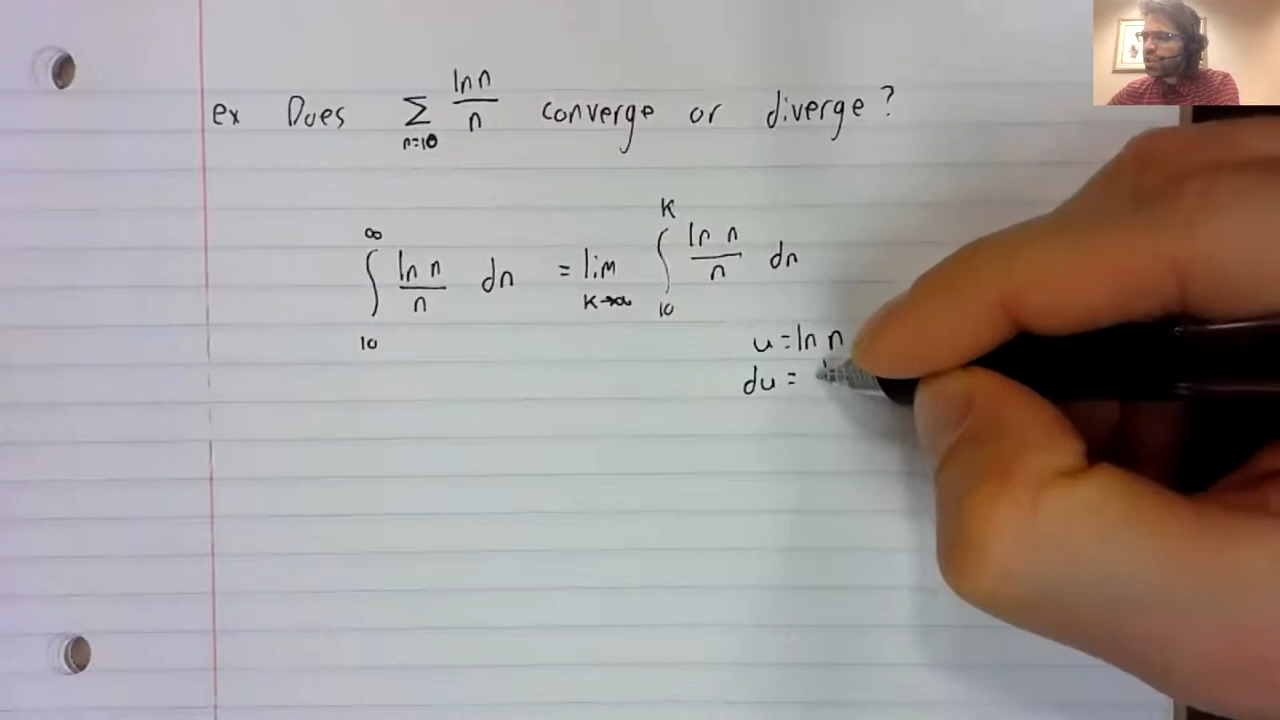 ex Does ∑ n=10 ln n / n converge or diverge?
∫ 10 ∞ ln n / n dn = lim K→∞ ∫ 10 K ln n / n dn
u = ln n
du =